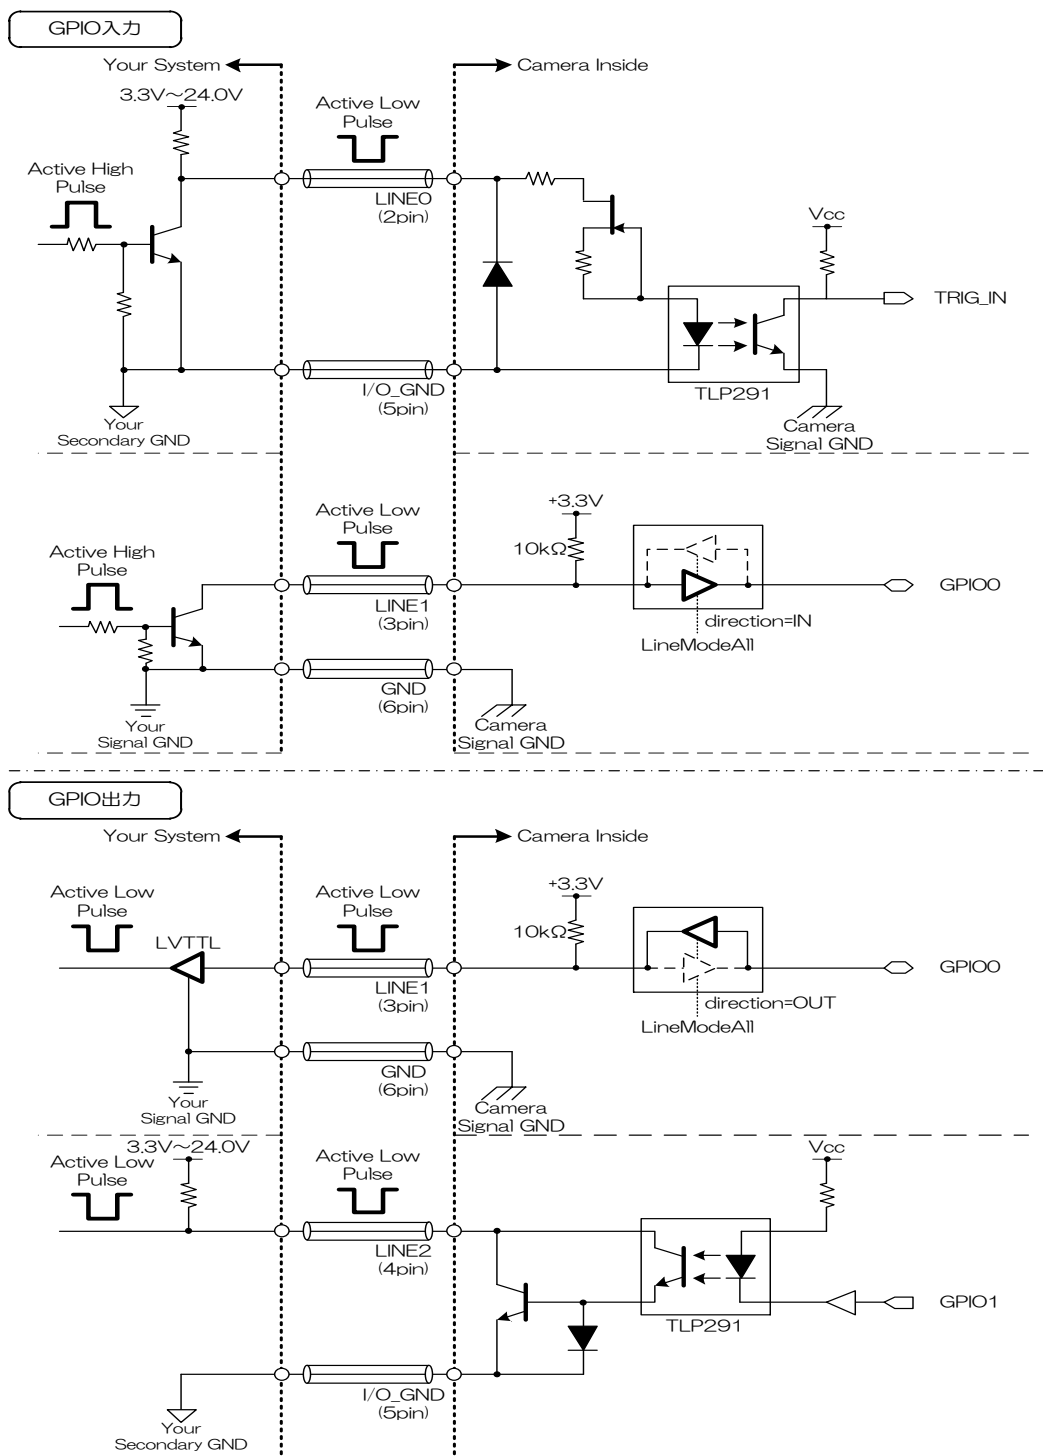 GPIO入力
Your System
Camera Inside
3.3V～24.0V
Active Low
Pulse
Active High
Pulse
LINE0
(2pin)
Vcc
TRIG_IN
I/O_GND
(5pin)
TLP291
Your
Secondary GND
Camera
Signal GND
Active Low
Pulse
+3.3V
10kΩ
Active High
Pulse
LINE1
(3pin)
GPIO0
direction=IN
LineModeAll
GND
(6pin)
Your
Signal GND
Camera
Signal GND
GPIO出力
Your System
Camera Inside
Active Low
Pulse
LVTTL
Active Low
Pulse
+3.3V
10kΩ
LINE1
(3pin)
GPIO0
direction=OUT
LineModeAll
GND
(6pin)
Your
Signal GND
Camera
Signal GND
3.3V～24.0V
Active Low
Pulse
Active Low
Pulse
Vcc
LINE2
(4pin)
GPIO1
TLP291
I/O_GND
(5pin)
Your
Secondary GND